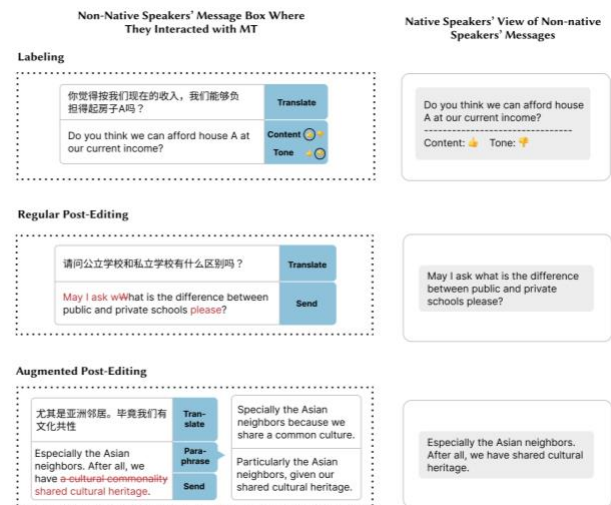 Non-Native Speakers' Message Box Where
They Interacted with MT
Native Speakers' View of Non-native
Speakers' Messages
Labeling
你觉得按我们现在的收入，我们能够负
担得起房子A吗？
Translate
Do you think we can afford house A at
our current income?
Content
Tone
Do you think we can afford house
A at our current income?
--------------------------------
Content: 👍 Tone: 👎
Regular Post-Editing
请问公立学校和私立学校有什么区别吗？
Translate
May I ask wWhat is the difference between
public and private schools please?
Send
May I ask what is the difference
between public and private
schools please?
Augmented Post-Editing
尤其是亚洲邻居。毕竟我们有
文化共性
Tran-
slate
Especially the Asian
neighbors. After all, we
have a cultural commonality
shared cultural heritage.
Para-
phrase
Send
Specially the Asian
neighbors because we
share a common culture.
Particularly the Asian
neighbors, given our
shared cultural heritage.
Especially the Asian neighbors.
After all, we have shared cultural
heritage.